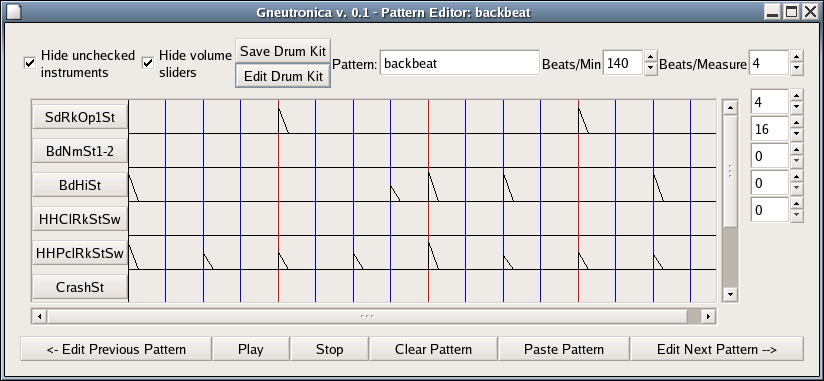 Gneutronica v. 0.1 - Pattern Editor: backbeat
Hide unchecked instruments
Hide volume sliders
Save Drum Kit
Edit Drum Kit
Pattern: backbeat
Beats/Min 140
Beats/Measure 4
4
16
0
0
0
SdRkOp1St
BdNmSt1-2
BdHiSt
HHClRkStSw
HHPclRkStSw
CrashSt
<- Edit Previous Pattern
Play
Stop
Clear Pattern
Paste Pattern
Edit Next Pattern -->